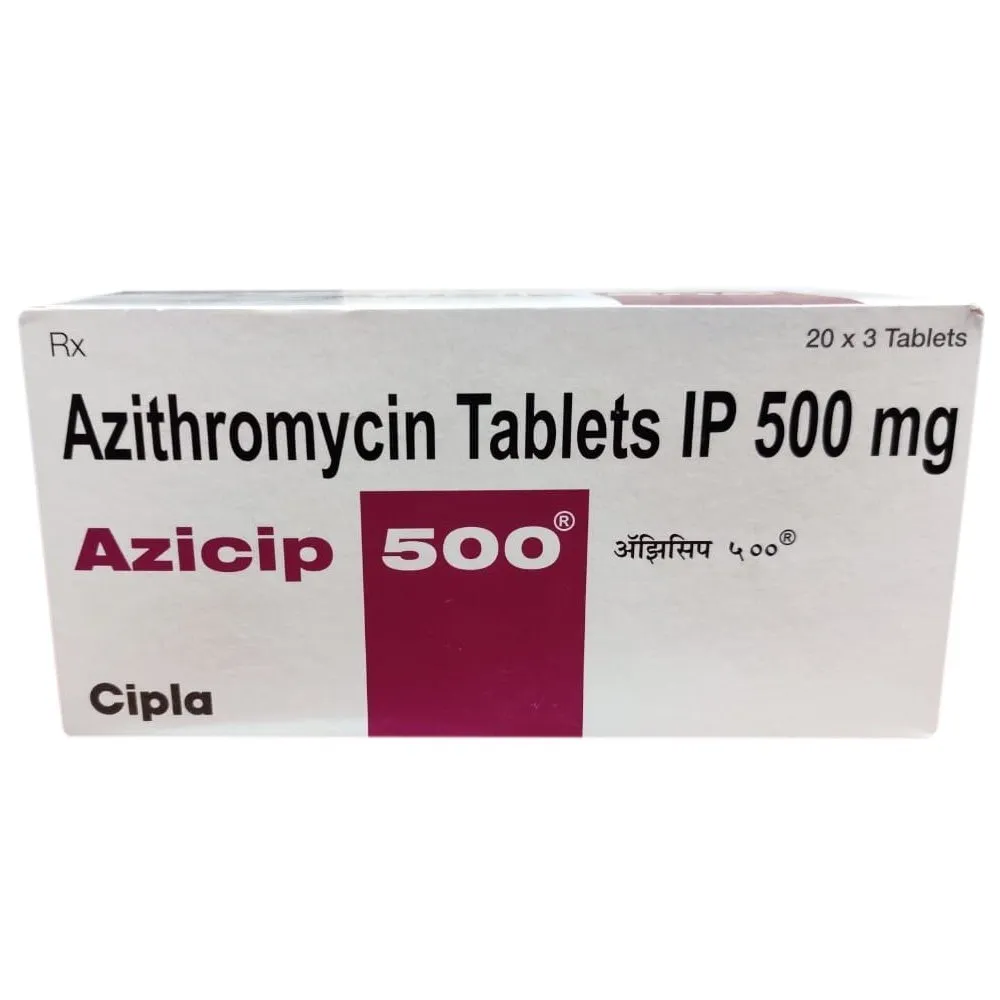 Rx
20 x 3 Tablets
Azithromycin Tablets IP 500 mg
Azicip 500® ॲझिसिप ५००®
Cipla